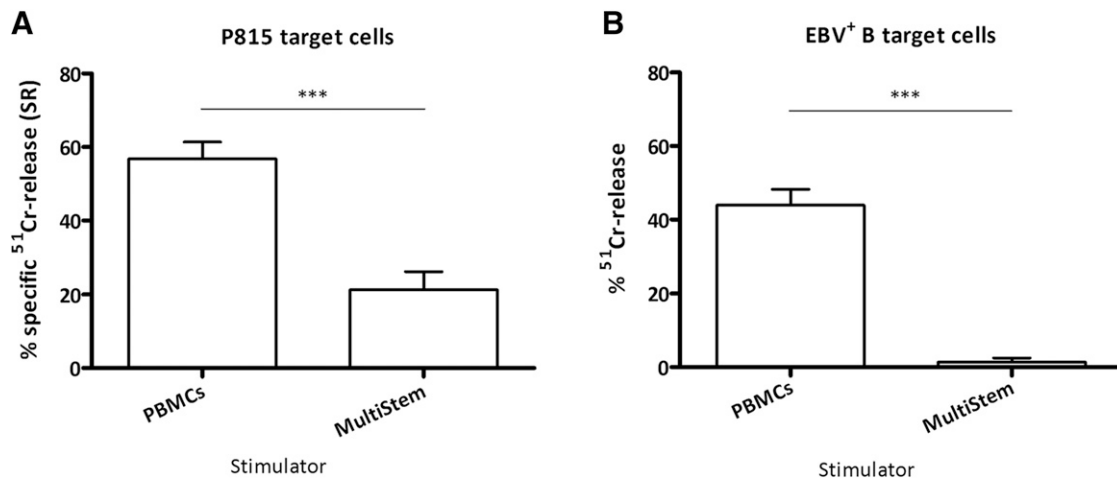 A
P815 target cells
% specific ⁵¹Cr-release (SR)
80
60
40
20
0
***
PBMCs
MultiStem
Stimulator
B
EBV⁺ B target cells
% ⁵¹Cr-release
80
60
40
20
0
***
PBMCs
MultiStem
Stimulator